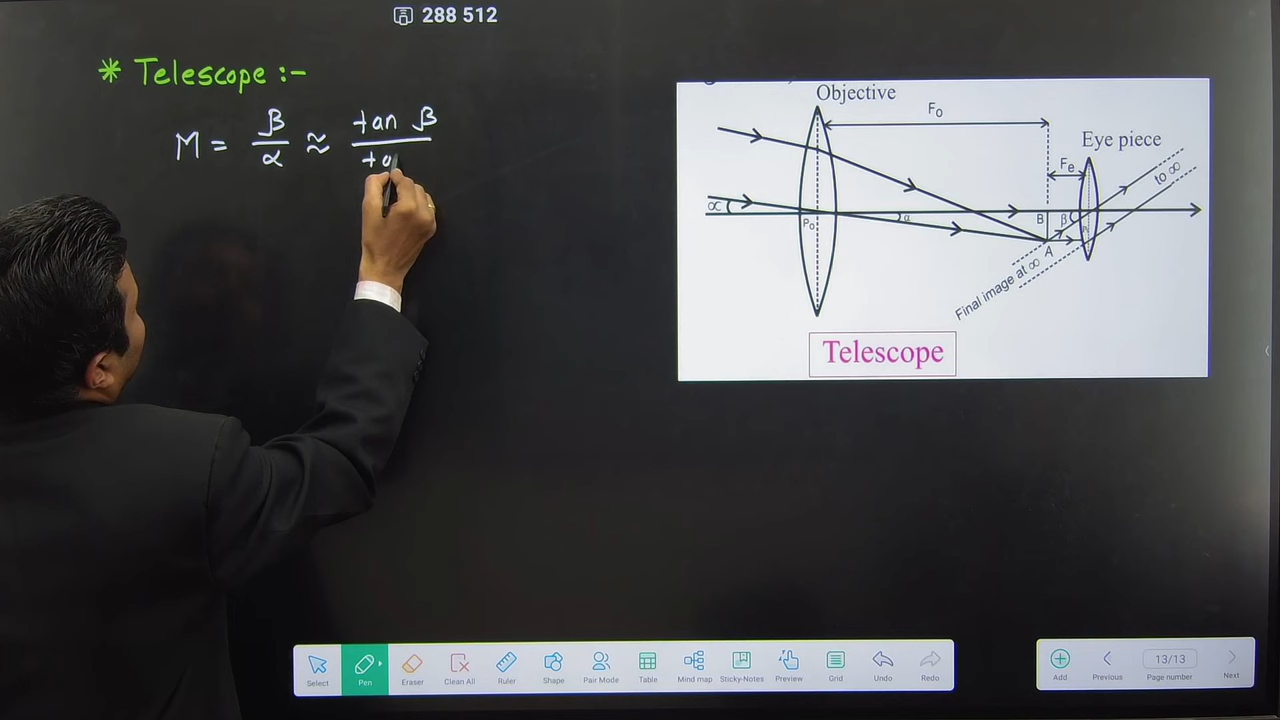 288 512
* Telescope :-
M = β/α ≈ tan β/ta
Objective
F₀
Eye piece
Fₑ
to ∞
α
α
P₀
B
β
A
Final image at ∞
Telescope
Select
Pen
Eraser
Clean All
Ruler
Shape
Pair Mode
Table
Mind map
Sticky-Notes
Preview
Grid
Undo
Redo
Add
Previous
13/13
Page number
Next